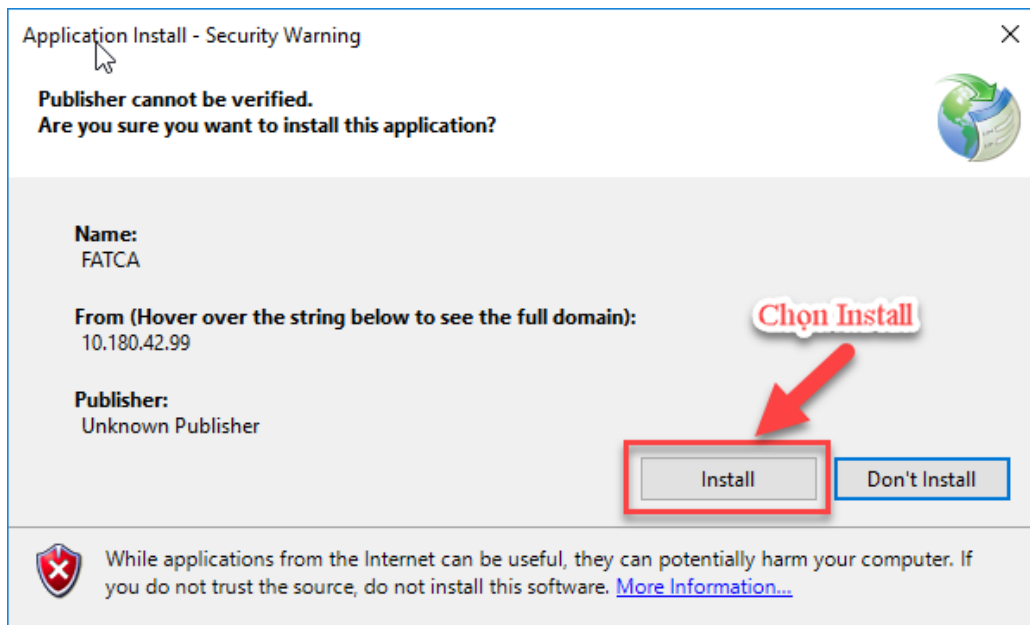 Application Install - Security Warning
Publisher cannot be verified.
Are you sure you want to install this application?
Name:
FATCA
From (Hover over the string below to see the full domain):
10.180.42.99
Chọn Install
Publisher:
Unknown Publisher
Install
Don't Install
While applications from the Internet can be useful, they can potentially harm your computer. If
you do not trust the source, do not install this software. More Information...